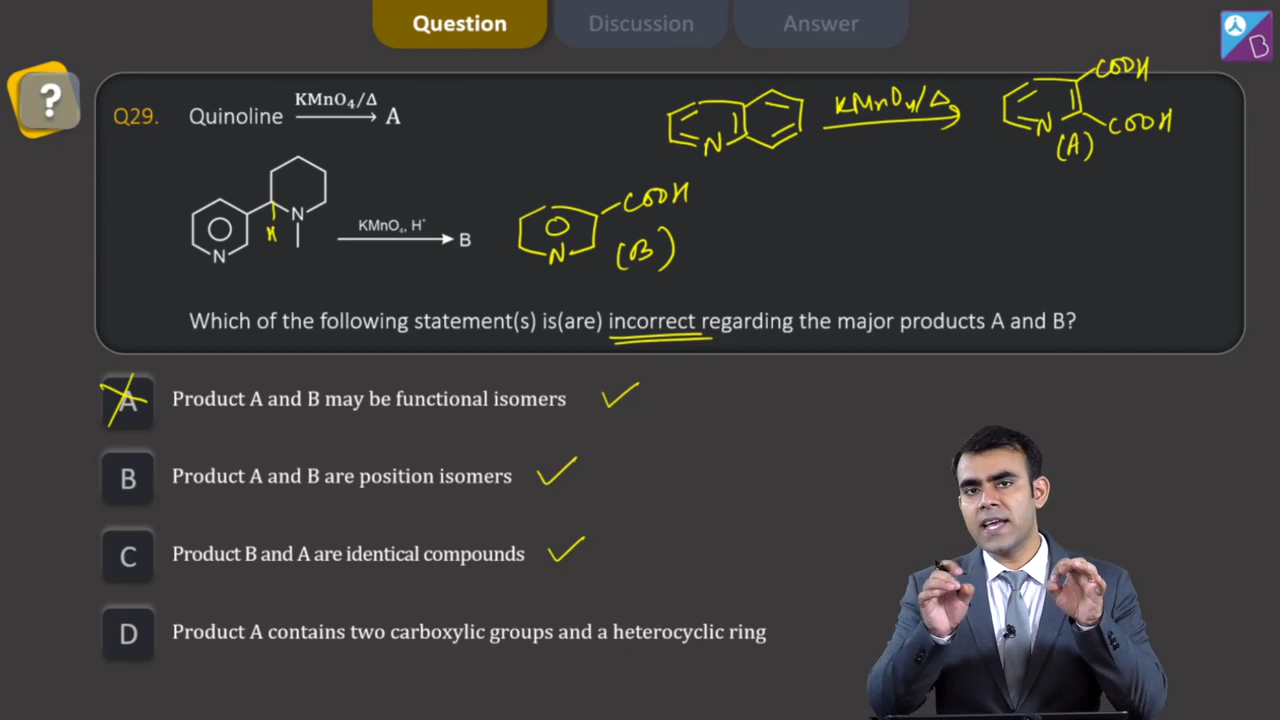 Question
Discussion
Answer
B
?
Q29.
Quinoline
KMnO₄/Δ
A
N
KMnO₄/Δ
COOH
N
COOH
(A)
N
H
N
KMnO₄, H⁺
B
COOH
N
(B)
Which of the following statement(s) is(are) incorrect regarding the major products A and B?
A Product A and B may be functional isomers
B Product A and B are position isomers
C Product B and A are identical compounds
D Product A contains two carboxylic groups and a heterocyclic ring